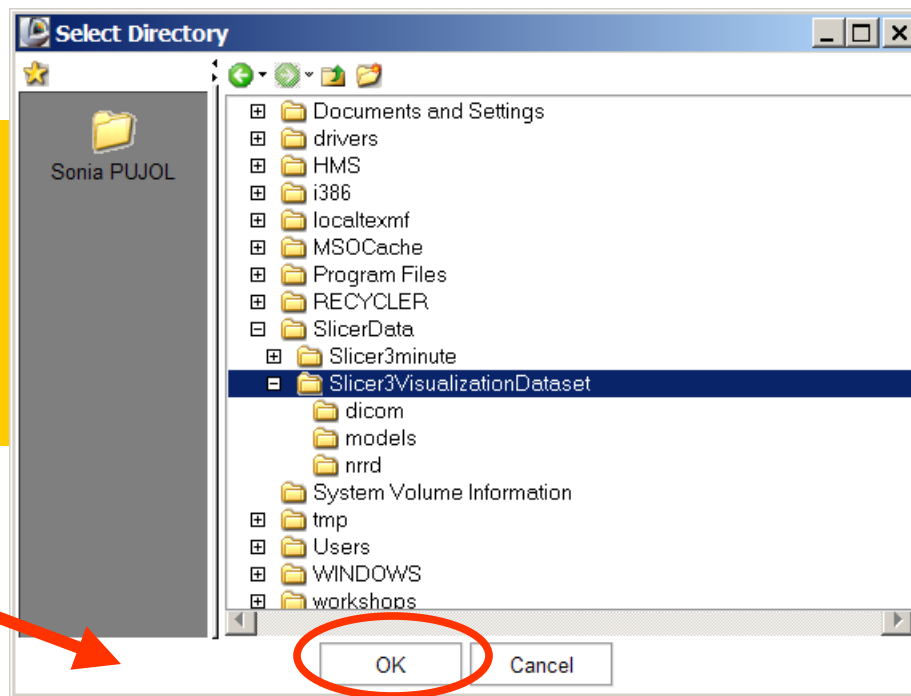 Select Directory
Sonia PUJOL
Documents and Settings
drivers
HMS
i386
localtexmf
MSOCache
Program Files
RECYCLER
SlicerData
Slicer3minute
Slicer3VisualizationDataset
dicom
models
nrrd
System Volume Information
tmp
Users
WINDOWS
workshops
OK Cancel